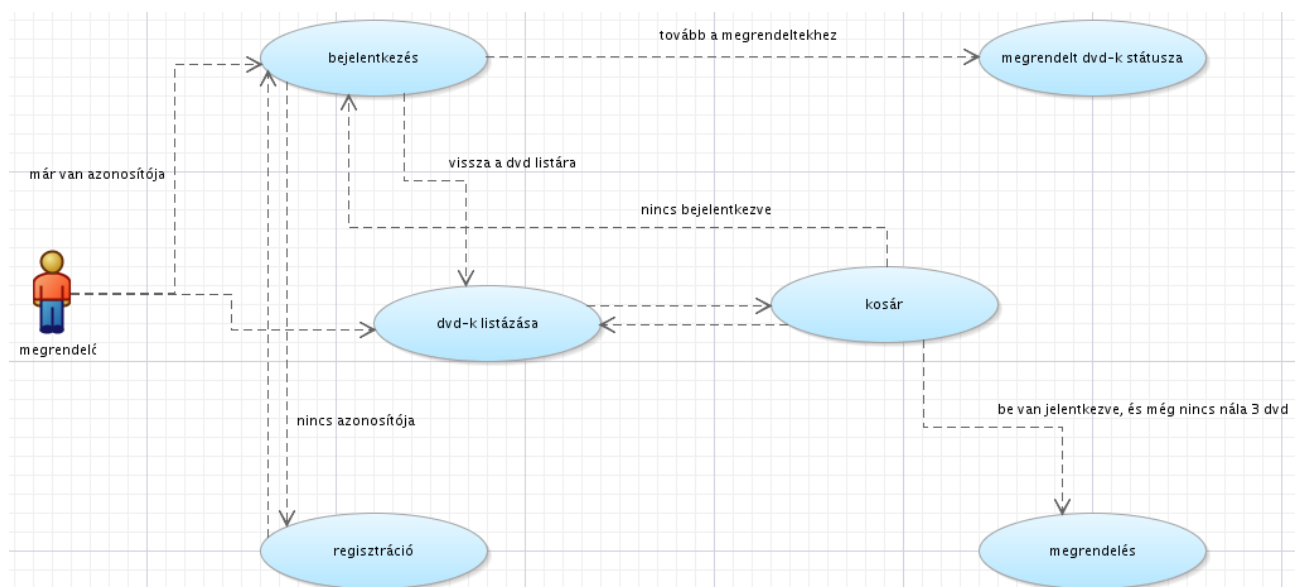 tovább a megrendeltekhez
bejelentkezés
megrendelt dvd-k státusza
vissza a dvd listára
már van azonosítója
nincs bejelentkezve
kosár
dvd-k listázása
megrendelő
be van jelentkezve, és még nincs nála 3 dvd
nincs azonosítója
regisztráció
megrendelés